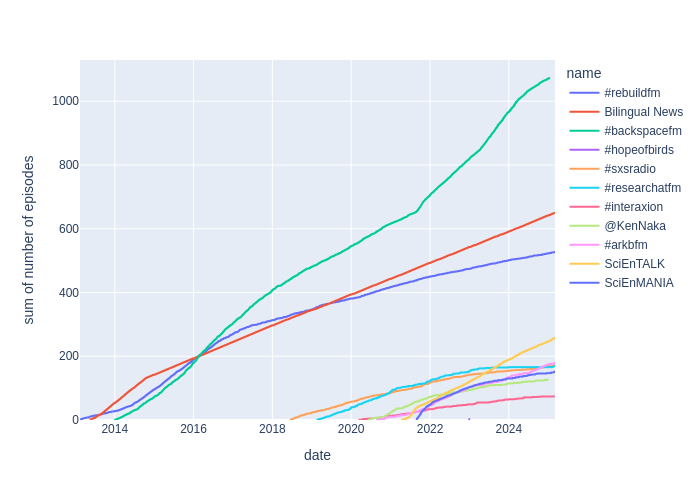 name
#rebuildfm
Bilingual News
#backspacefm
#hopeofbirds
#sxsradio
#researchatfm
#interaxion
@KenNaka
#arkbfm
SciEnTALK
SciEnMANIA
sum of number of episodes
1000
800
600
400
200
0
2014 2016 2018 2020 2022 2024
date